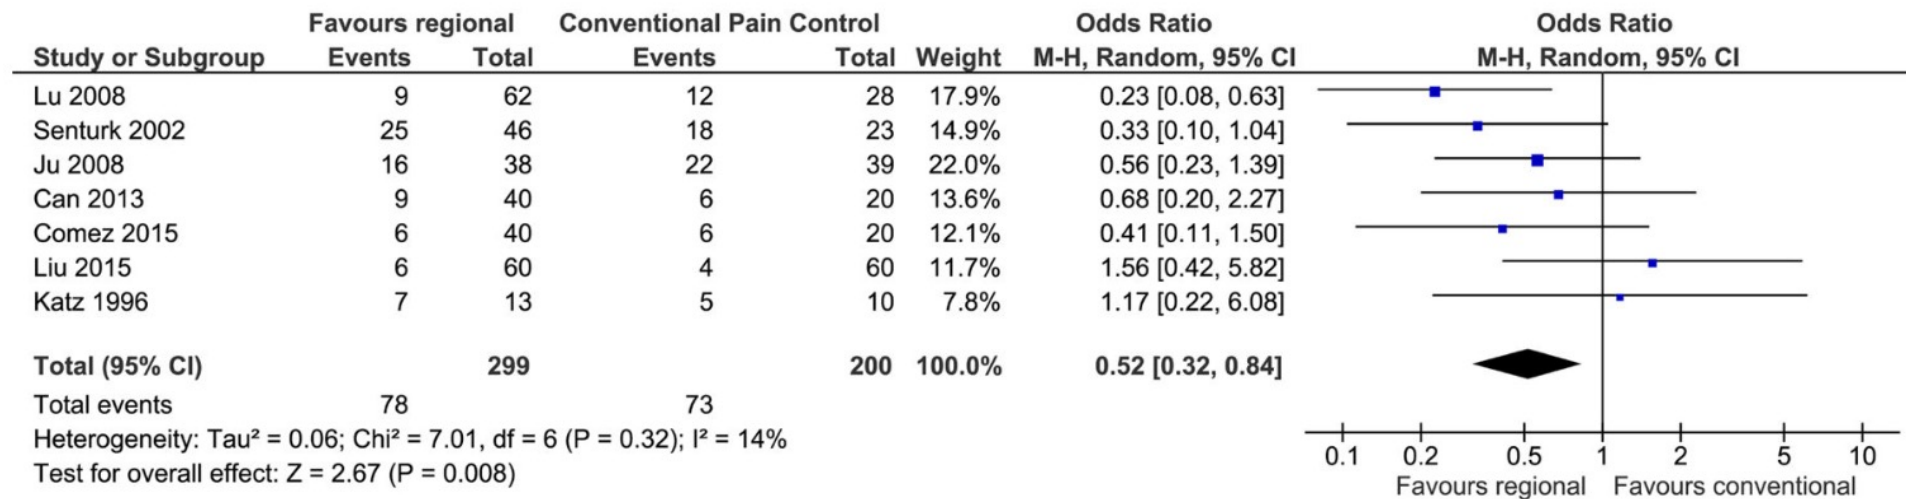 Favours regional Conventional Pain Control Odds Ratio Odds Ratio
Study or Subgroup Events Total Events Total Weight M-H, Random, 95% CI M-H, Random, 95% CI
Lu 2008 9 62 12 28 17.9% 0.23 [0.08, 0.63]
Senturk 2002 25 46 18 23 14.9% 0.33 [0.10, 1.04]
Ju 2008 16 38 22 39 22.0% 0.56 [0.23, 1.39]
Can 2013 9 40 6 20 13.6% 0.68 [0.20, 2.27]
Comez 2015 6 40 6 20 12.1% 0.41 [0.11, 1.50]
Liu 2015 6 60 4 60 11.7% 1.56 [0.42, 5.82]
Katz 1996 7 13 5 10 7.8% 1.17 [0.22, 6.08]
Total (95% CI) 299 200 100.0% 0.52 [0.32, 0.84]
Total events 78 73
Heterogeneity: Tau² = 0.06; Chi² = 7.01, df = 6 (P = 0.32); I² = 14%
Test for overall effect: Z = 2.67 (P = 0.008)
0.1 0.2 0.5 1 2 5 10
Favours regional Favours conventional